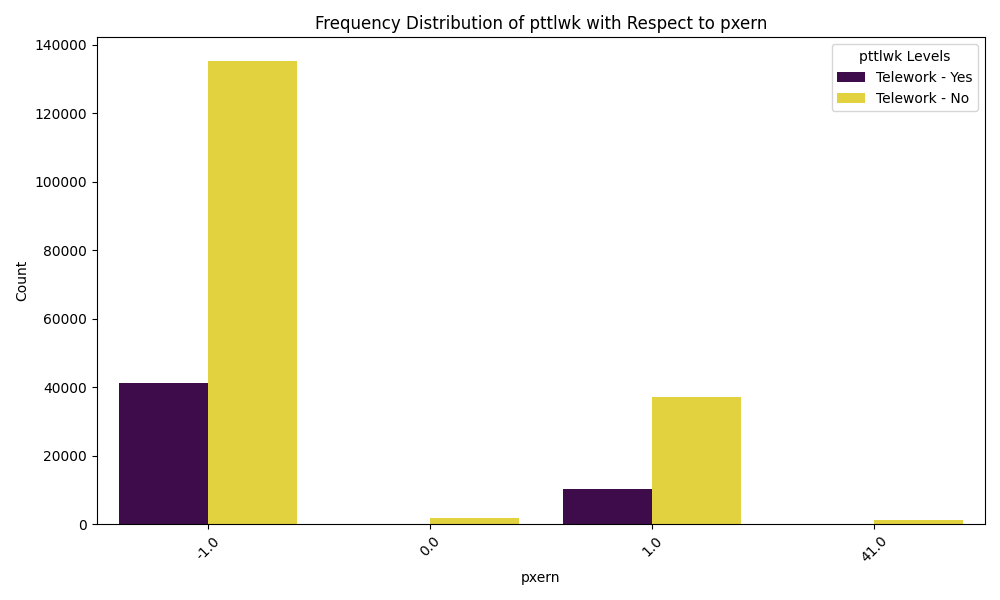 Frequency Distribution of pttlwk with Respect to pxern
140000
120000
100000
80000
60000
40000
20000
0
Count
pttlwk Levels
Telework - Yes
Telework - No
-1.0
0.0
1.0
41.0
pxern